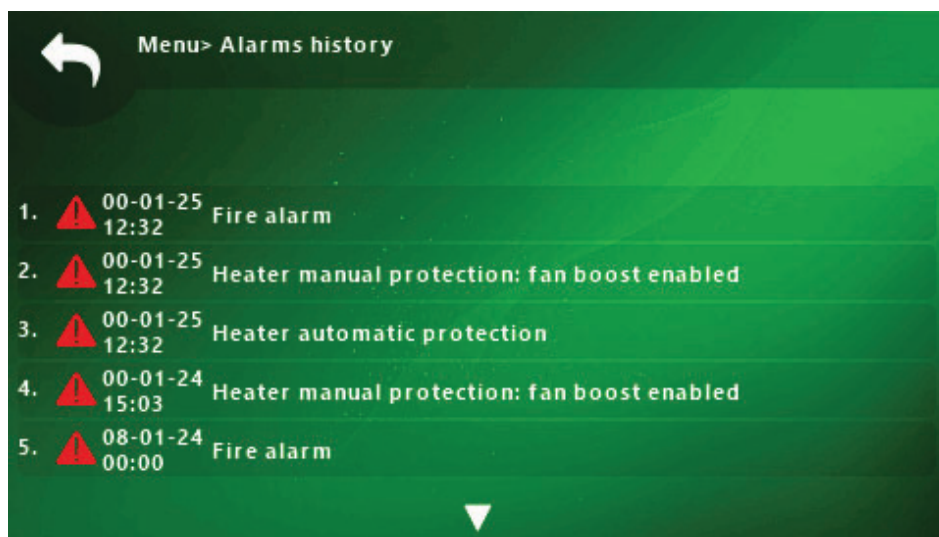 Menu> Alarms history
1. 00-01-25
12:32 Fire alarm
2. 00-01-25
12:32 Heater manual protection: fan boost enabled
3. 00-01-25
12:32 Heater automatic protection
4. 00-01-24
15:03 Heater manual protection: fan boost enabled
5. 08-01-24
00:00 Fire alarm